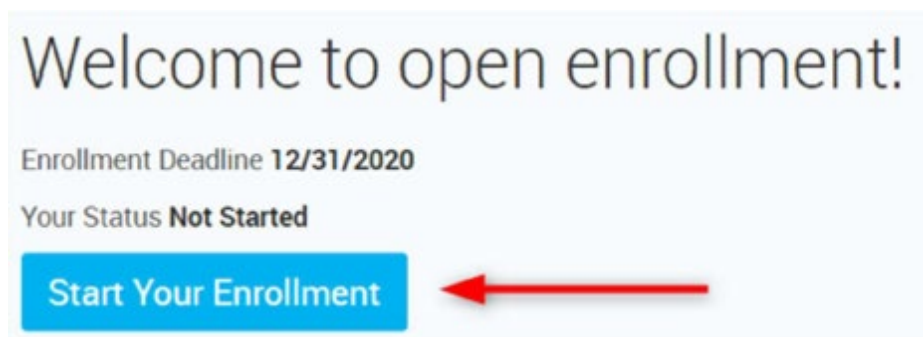 Welcome to open enrollment!
Enrollment Deadline 12/31/2020
Your Status Not Started
Start Your Enrollment